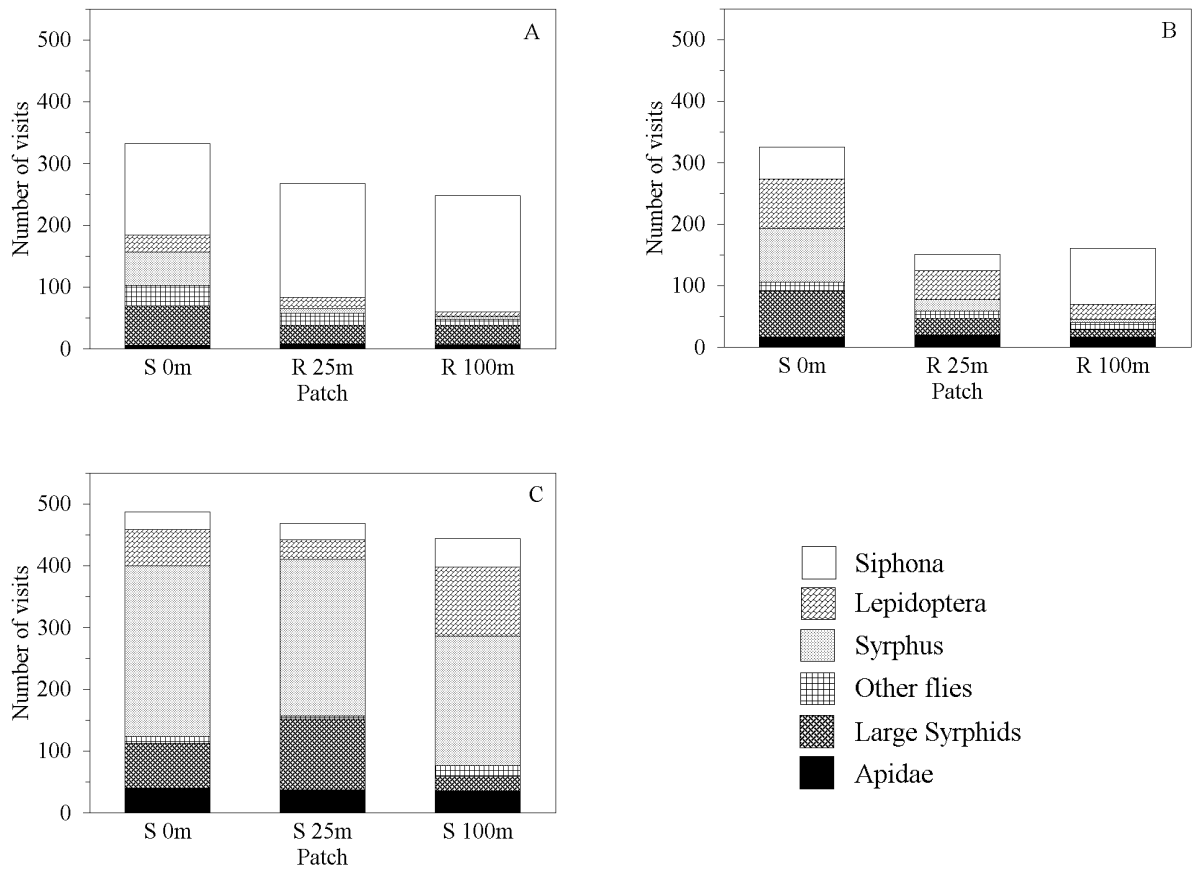 A
Number of visits
500
400
300
200
100
0
S 0m
R 25m
R 100m
Patch
B
Number of visits
500
400
300
200
100
0
S 0m
R 25m
R 100m
Patch
C
Number of visits
500
400
300
200
100
0
S 0m
S 25m
S 100m
Patch
Siphona
Lepidoptera
Syrphus
Other flies
Large Syrphids
Apidae